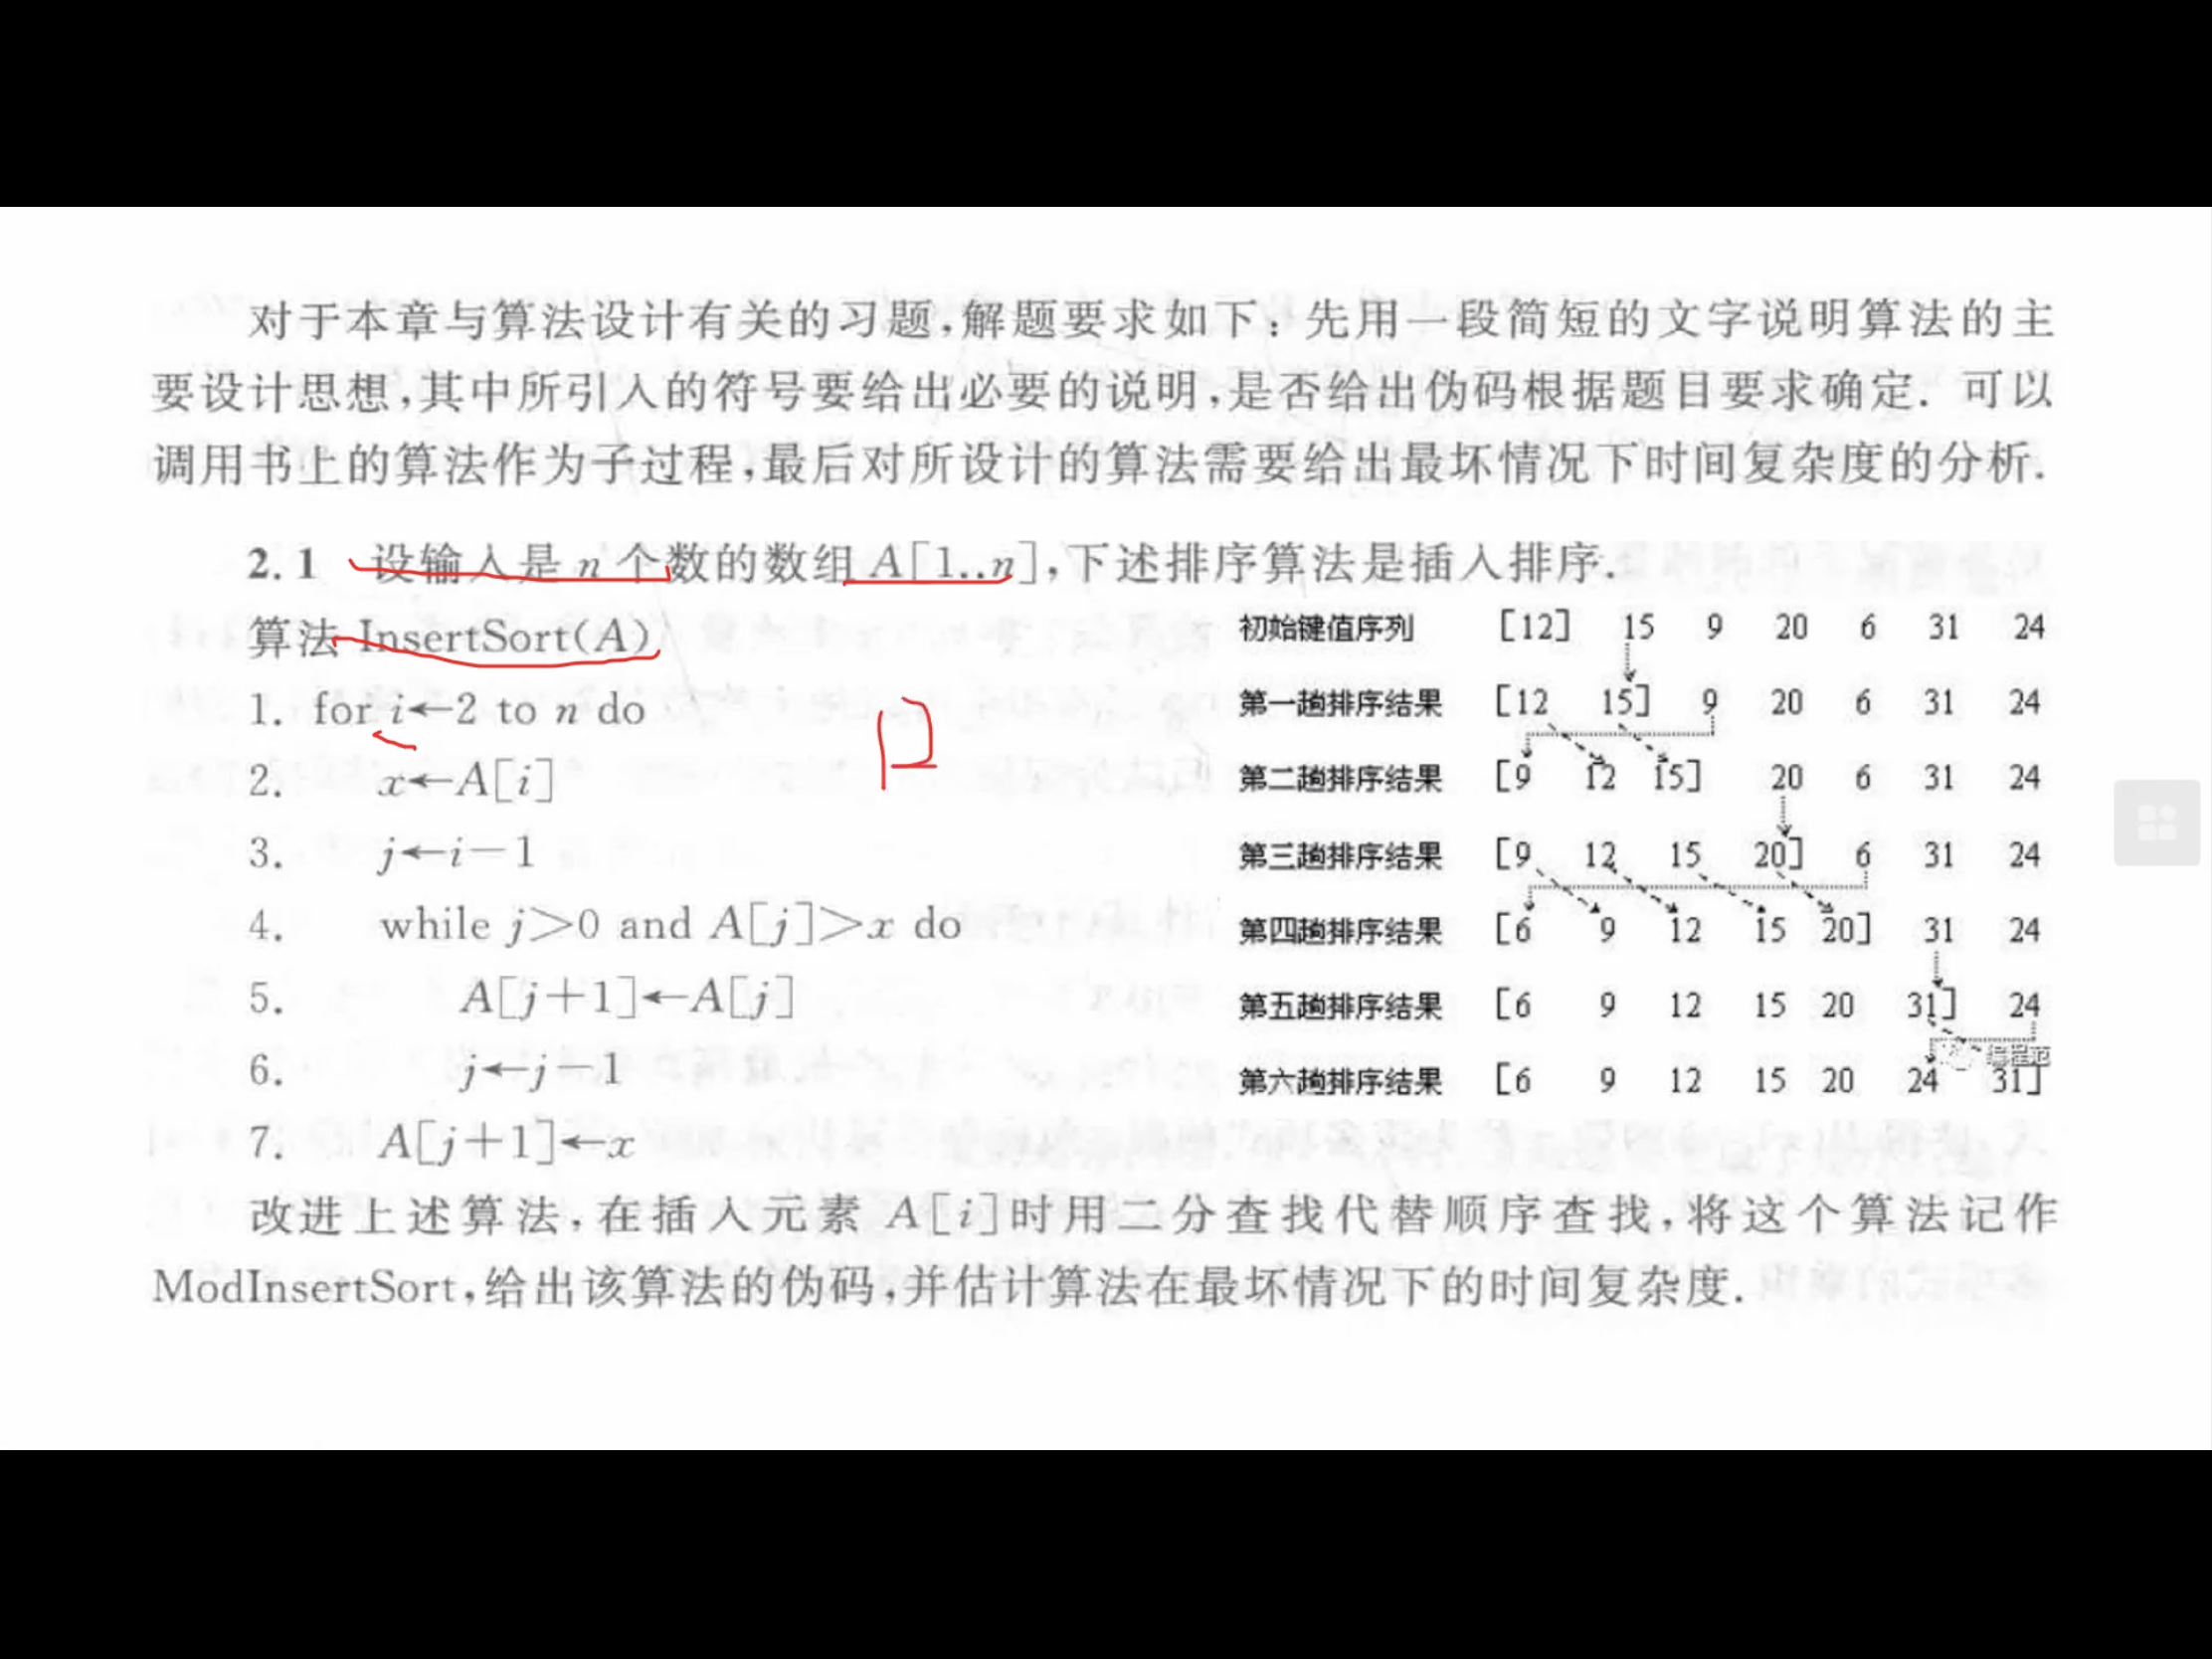 对于本章与算法设计有关的习题,解题要求如下:先用一段简短的文字说明算法的主
要设计思想,其中所引入的符号要给出必要的说明,是否给出伪码根据题目要求确定. 可以
调用书上的算法作为子过程,最后对所设计的算法需要给出最坏情况下时间复杂度的分析.
2.1 设输入是 n 个数的数组 A[1..n],下述排序算法是插入排序.
算法 InsertSort(A)
1. for i←2 to n do
2. x←A[i]
3. j←i−1
4. while j>0 and A[j]>x do
5. A[j+1]←A[j]
6. j←j−1
7. A[j+1]←x
初始键值序列 [12] 15 9 20 6 31 24
第一趟排序结果 [12 15] 9 20 6 31 24
第二趟排序结果 [9 12 15] 20 6 31 24
第三趟排序结果 [9 12 15 20] 6 31 24
第四趟排序结果 [6 9 12 15 20] 31 24
第五趟排序结果 [6 9 12 15 20 31] 24
第六趟排序结果 [6 9 12 15 20 24 31]
改进上述算法,在插入元素 A[i]时用二分查找代替顺序查找,将这个算法记作
ModInsertSort,给出该算法的伪码,并估计算法在最坏情况下的时间复杂度.